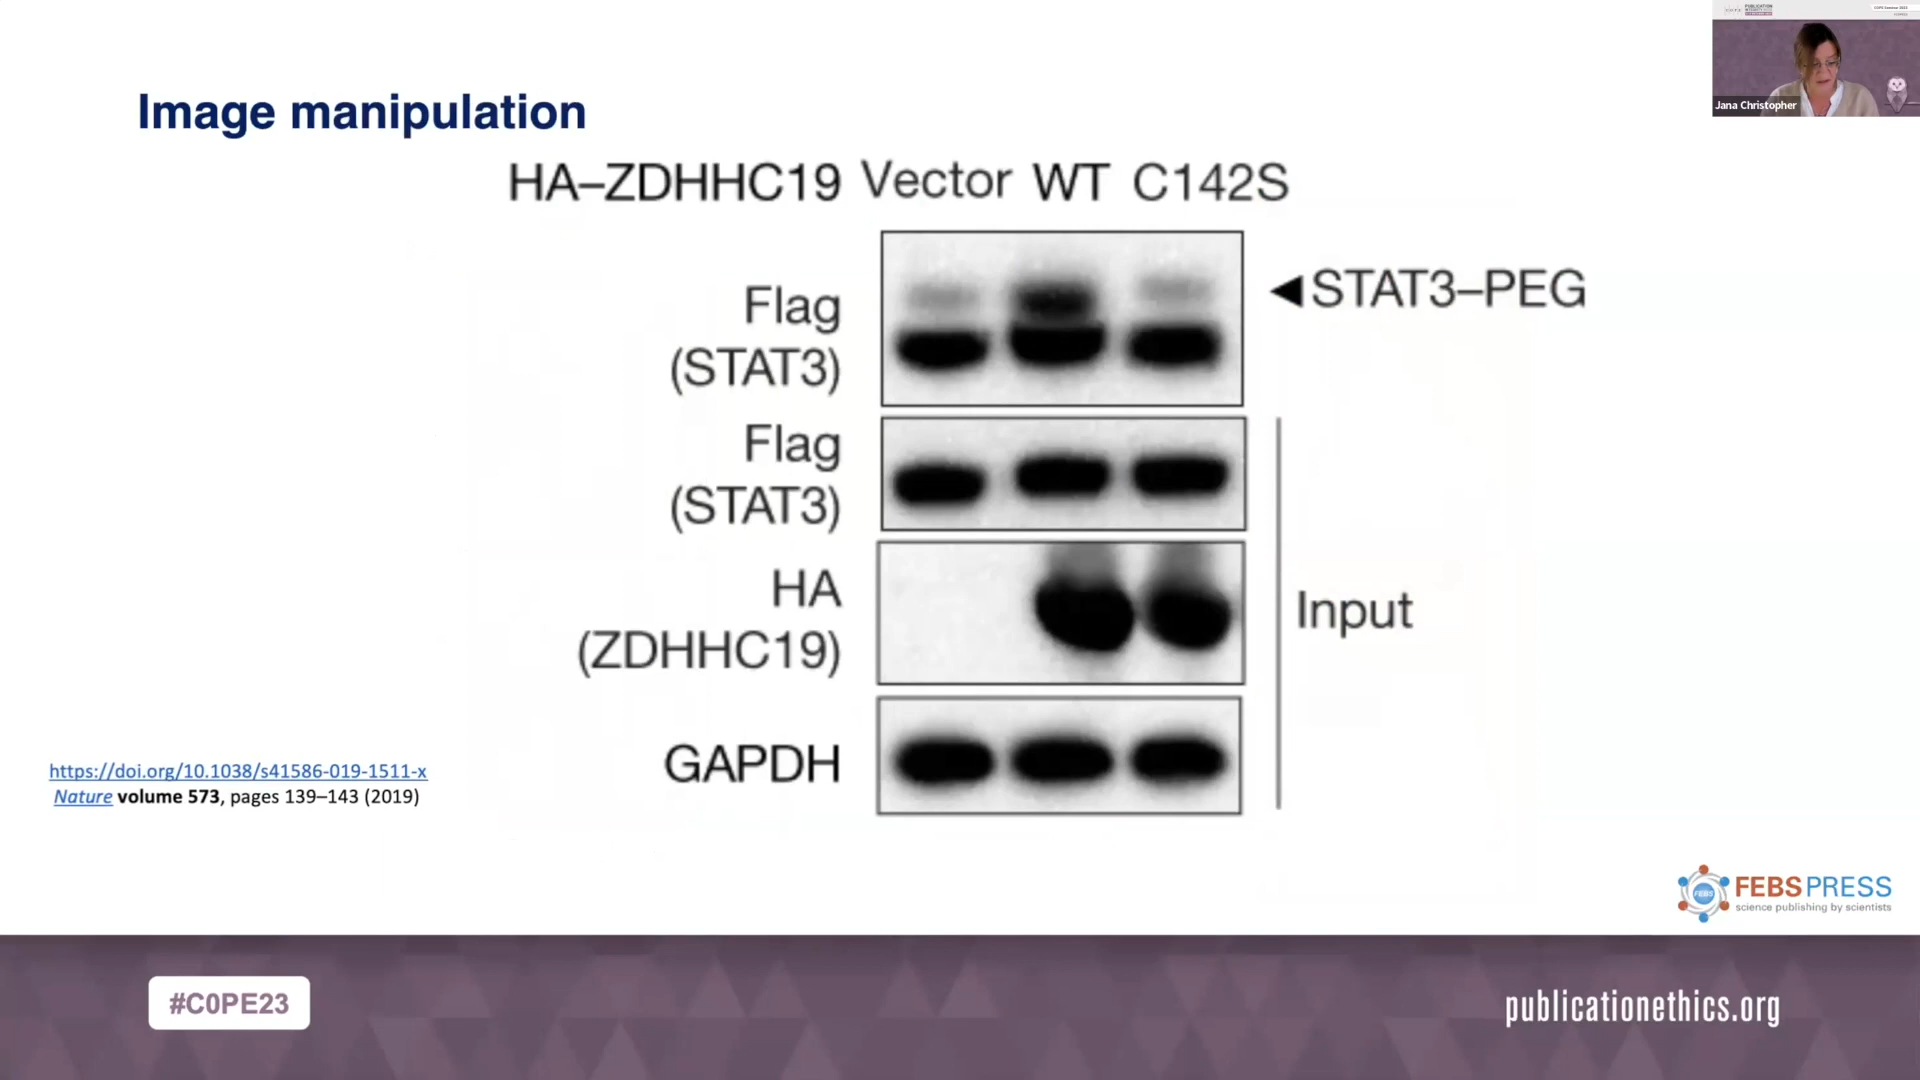 PUBLICATION
Jana Christopher
Image manipulation
HA–ZDHHC19 Vector WT C142S
Flag
(STAT3)
◀STAT3–PEG
Flag
(STAT3)
HA
(ZDHHC19)
Input
GAPDH
https://doi.org/10.1038/s41586-019-1511-x
Nature volume 573, pages 139–143 (2019)
FEBS
FEBS PRESS
science publishing by scientists
#C0PE23
publicationethics.org